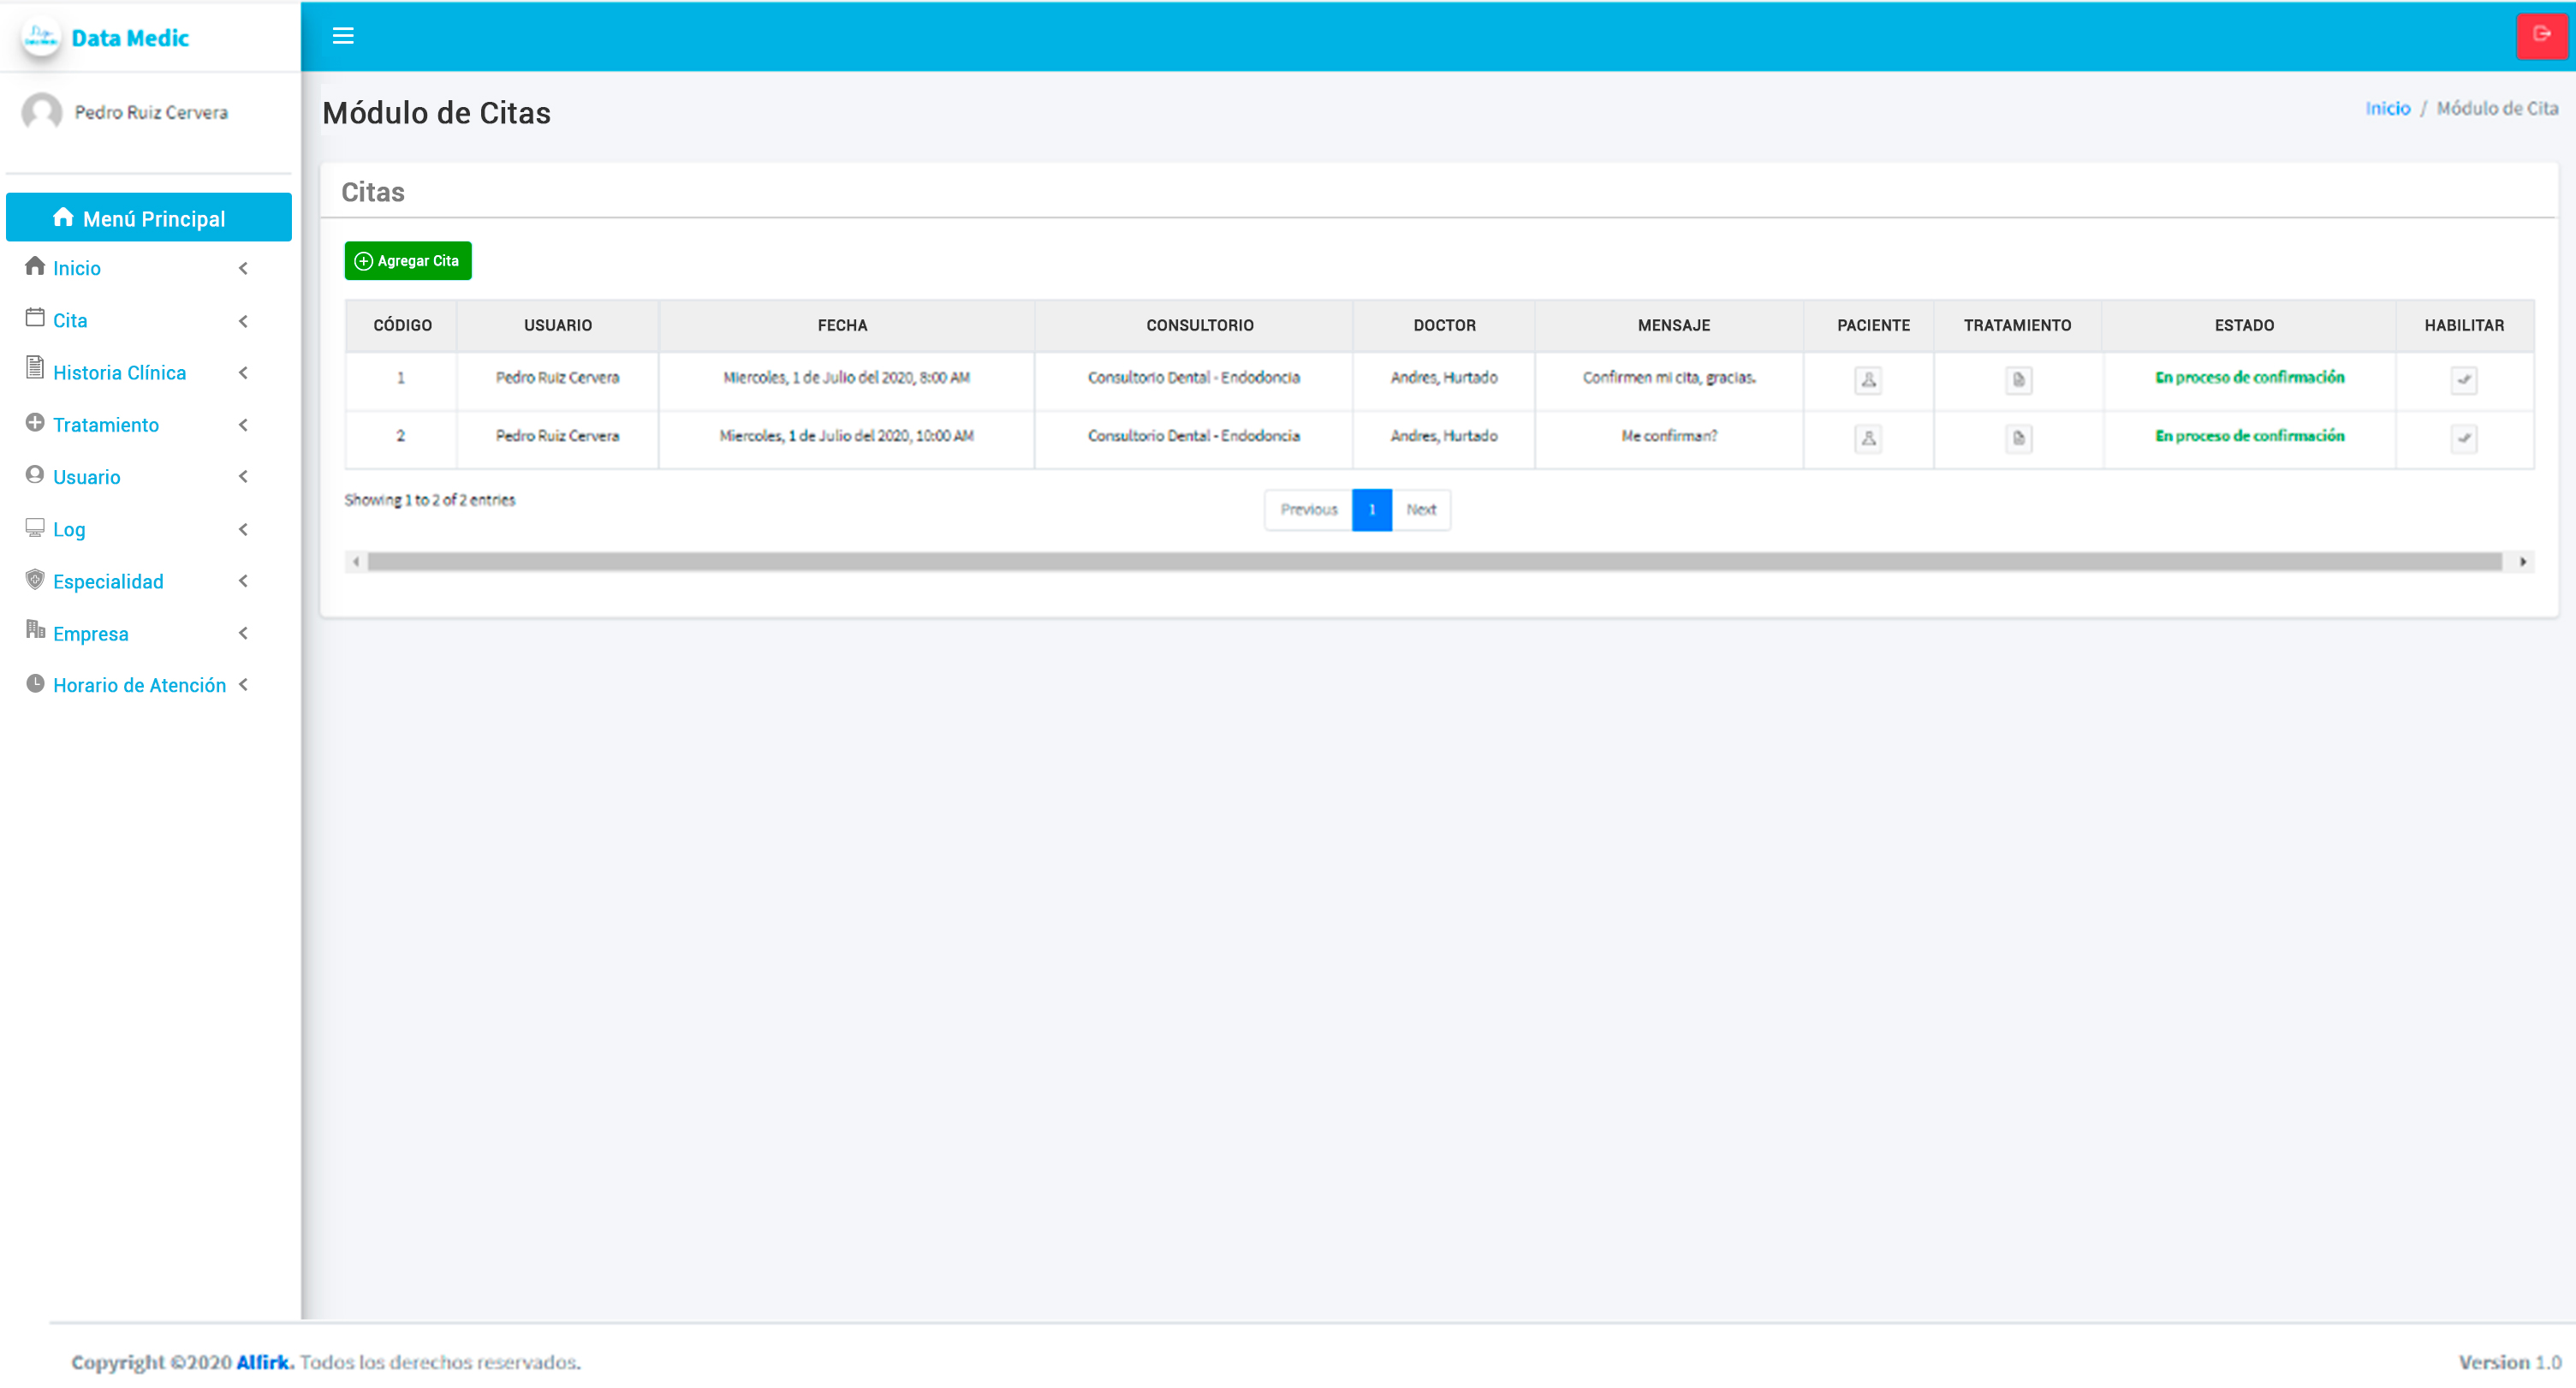 Data Medic
Pedro Ruiz Cervera
Menú Principal
Inicio
Cita
Historia Clínica
Tratamiento
Usuario
Log
Especialidad
Empresa
Horario de Atención
Módulo de Citas
Inicio / Módulo de Cita
Citas
Agregar Cita
CÓDIGO USUARIO FECHA CONSULTORIO DOCTOR MENSAJE PACIENTE TRATAMIENTO ESTADO HABILITAR
1 Pedro Ruiz Cervera Miercoles, 1 de Julio del 2020, 8:00 AM Consultorio Dental - Endodoncia Andres, Hurtado Confirmen mi cita, gracias. En proceso de confirmación
2 Pedro Ruiz Cervera Miercoles, 1 de Julio del 2020, 10:00 AM Consultorio Dental - Endodoncia Andres, Hurtado Me confirman? En proceso de confirmación
Showing 1 to 2 of 2 entries
Previous 1 Next
Copyright ©2020 Alfirk. Todos los derechos reservados.
Version 1.0